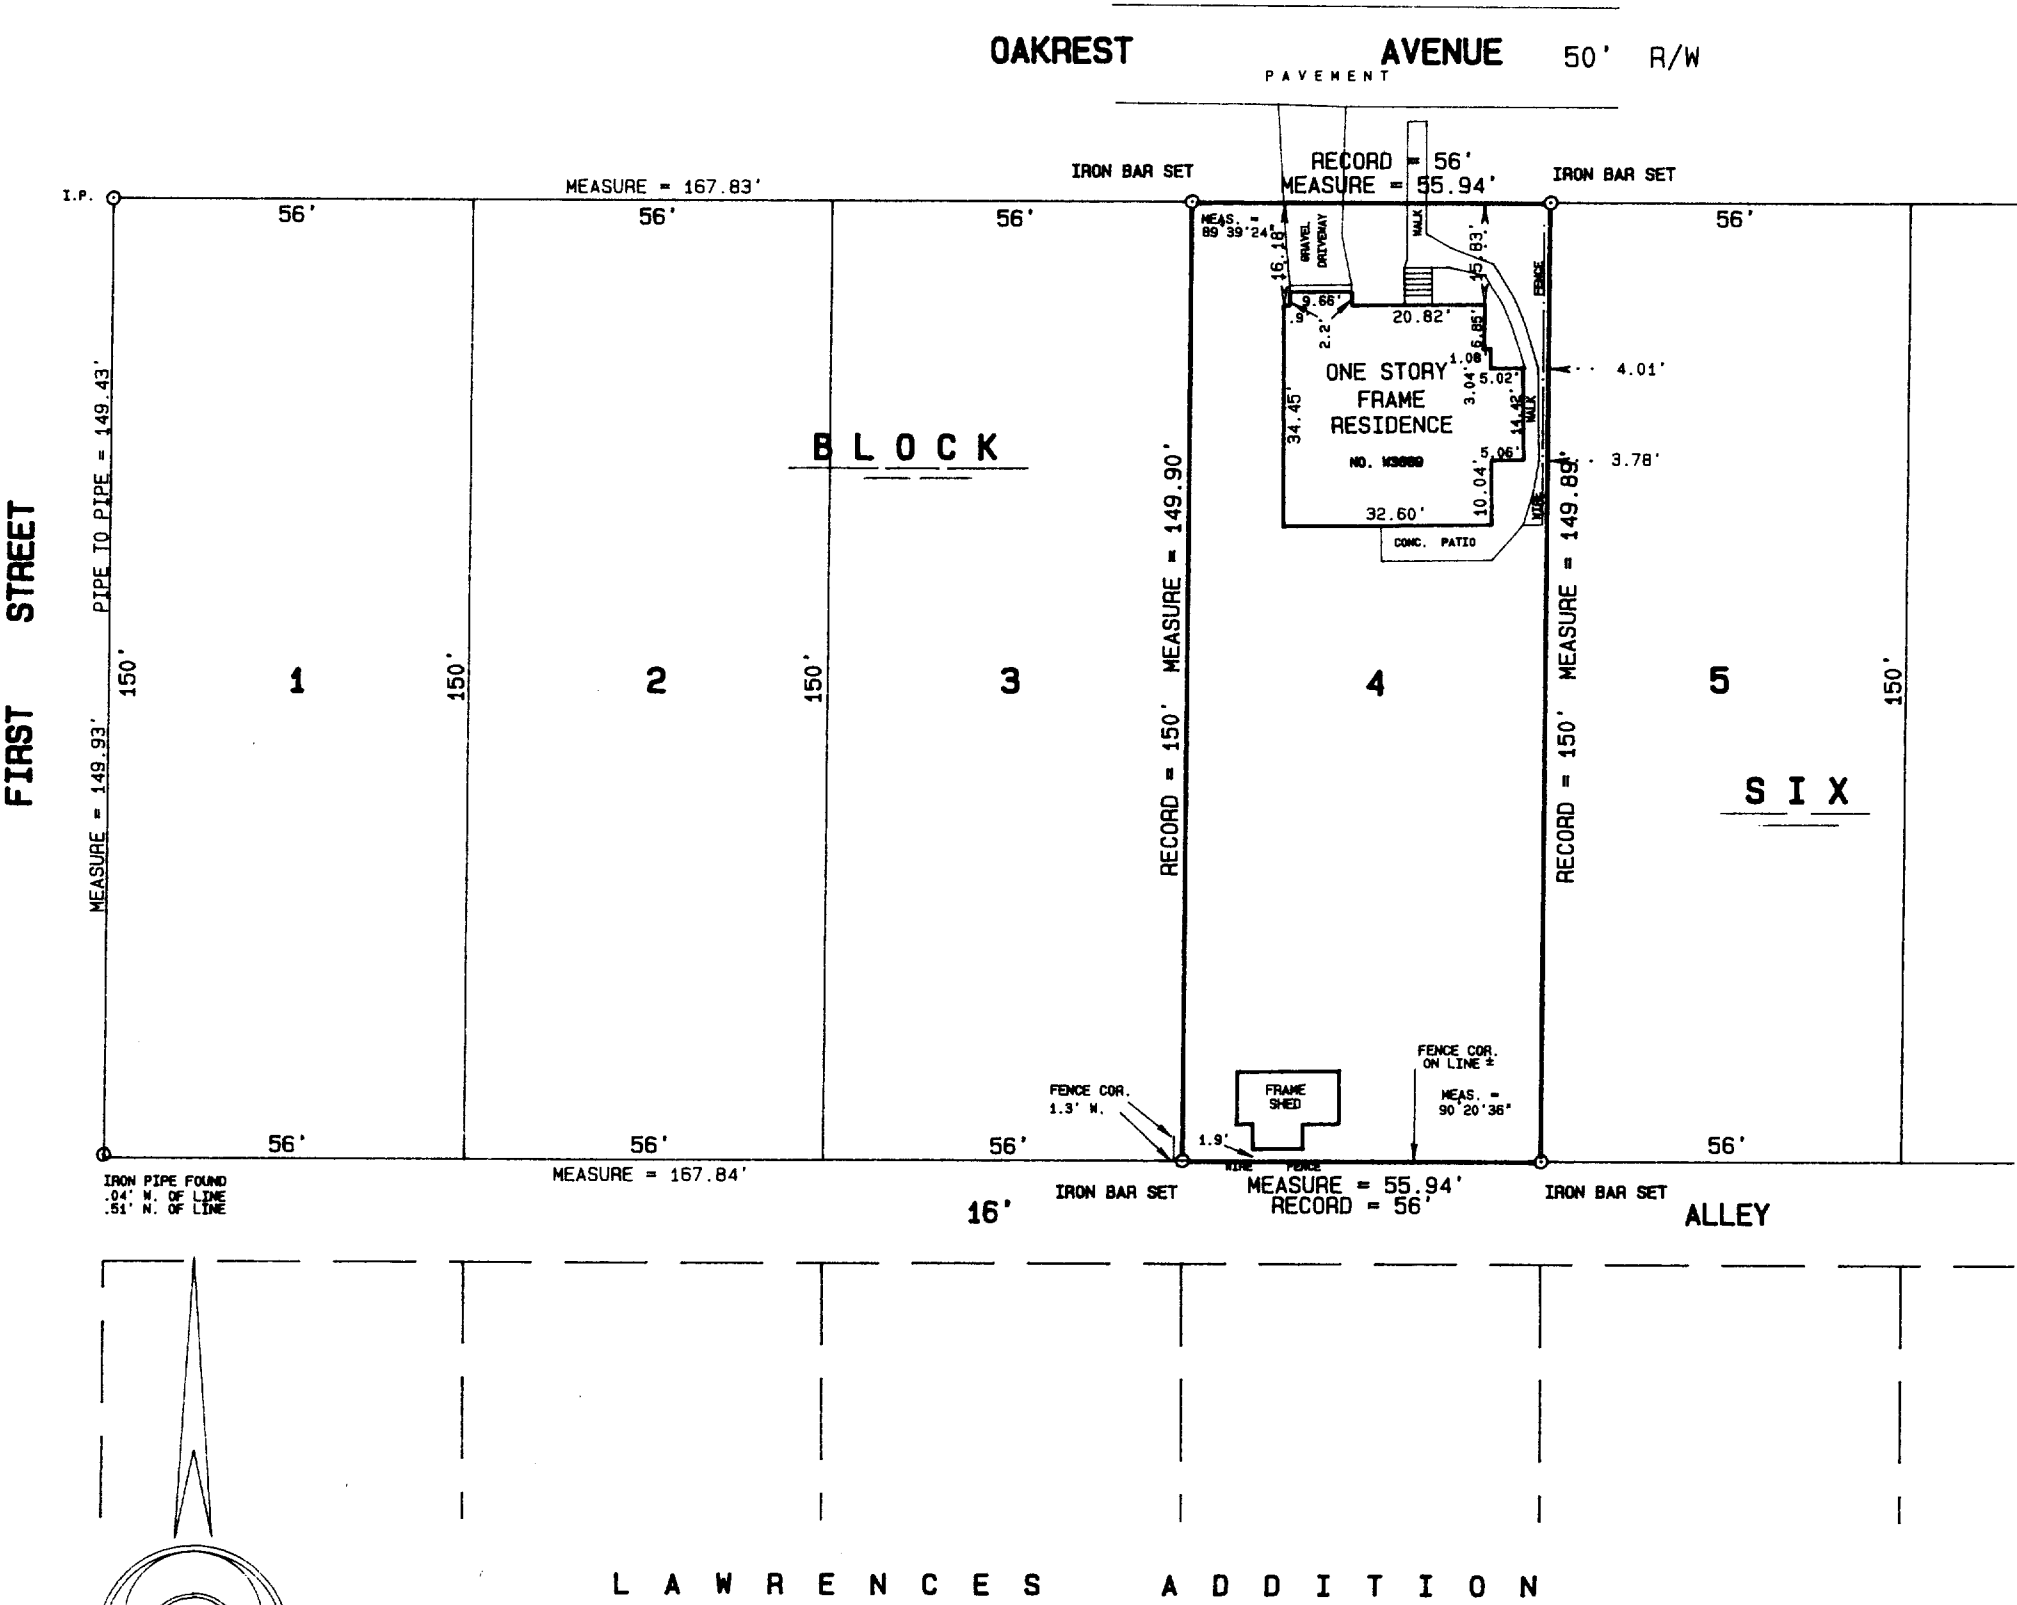 OAKREST AVENUE 50' R/W
PAVEMENT
IRON BAR SET
RECORD = 56'
MEASURE = 55.94'
IRON BAR SET
I.P.
MEASURE = 167.83'
56'
56'
56'
56'
MEAS. =
89°39'24"
16.18'
GRAVEL
DRIVEWAY
WALK
15.83'
FENCE
9.66'
.9'
2.2'
20.82'
6.85'
1.08'
3.04'
5.02'
4.01'
ONE STORY
FRAME
RESIDENCE
NO.
34.45'
14.42'
WALK
5.06'
3.78'
10.04'
32.60'
WIRE
CONC. PATIO
BLOCK
FIRST STREET
PIPE TO PIPE = 149.43'
MEASURE = 149.93'
150'
1
150'
2
150'
3
RECORD = 150' MEASURE = 149.90'
4
RECORD = 150' MEASURE = 149.89'
5
150'
SIX
FENCE COR.
ON LINE ±
MEAS. =
90°20'36"
FENCE COR.
1.3' W.
FRAME
SHED
1.9'
WIRE FENCE
56'
56'
56'
56'
MEASURE = 167.84'
IRON PIPE FOUND
.04' W. OF LINE
.51' N. OF LINE
IRON BAR SET
MEASURE = 55.94'
RECORD = 56'
IRON BAR SET
16' ALLEY
LAWRENCES ADDITION